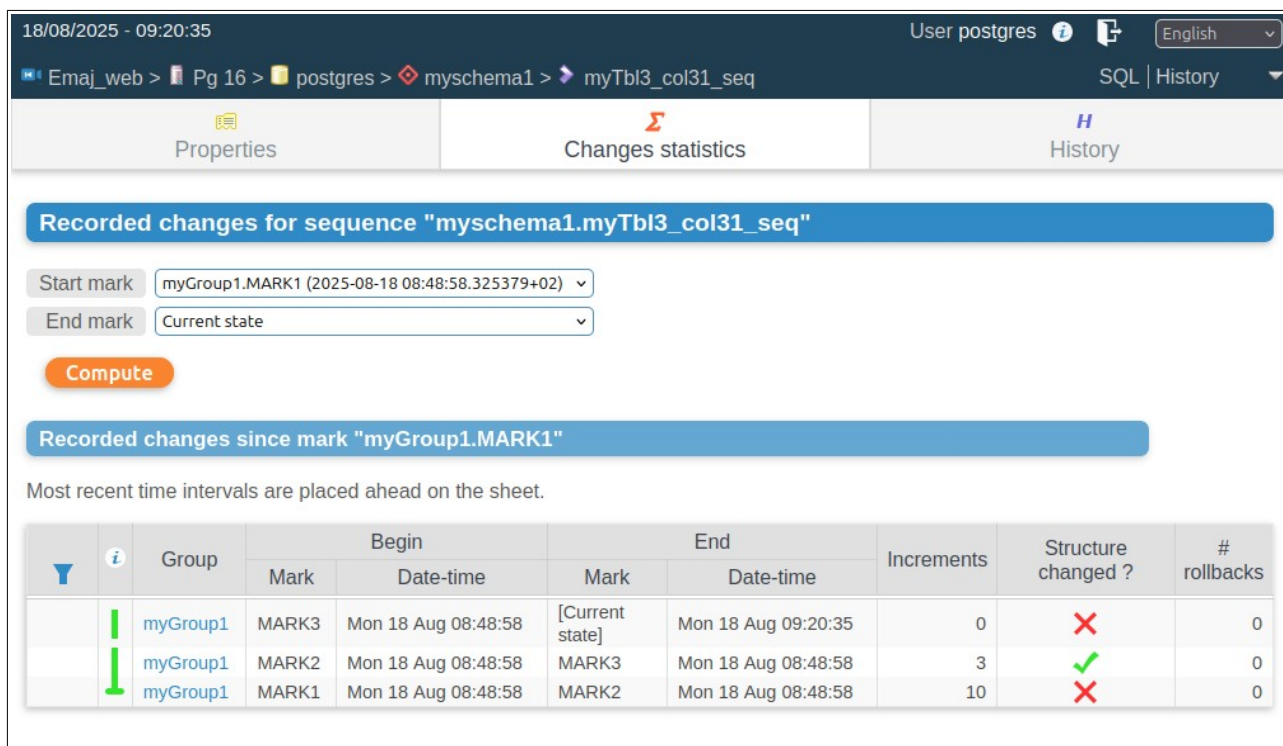 18/08/2025 - 09:20:35 User postgres i English
Emaj_web > Pg 16 > postgres > myschema1 > myTbl3_col31_seq SQL | History
Properties
Σ
Changes statistics
H
History
Recorded changes for sequence "myschema1.myTbl3_col31_seq"
Start mark myGroup1.MARK1 (2025-08-18 08:48:58.325379+02)
End mark Current state
Compute
Recorded changes since mark "myGroup1.MARK1"
Most recent time intervals are placed ahead on the sheet.
i Group Begin End Increments Structure changed ? # rollbacks
Mark Date-time Mark Date-time
myGroup1 MARK3 Mon 18 Aug 08:48:58 [Current state] Mon 18 Aug 09:20:35 0 0
myGroup1 MARK2 Mon 18 Aug 08:48:58 MARK3 Mon 18 Aug 08:48:58 3 0
myGroup1 MARK1 Mon 18 Aug 08:48:58 MARK2 Mon 18 Aug 08:48:58 10 0